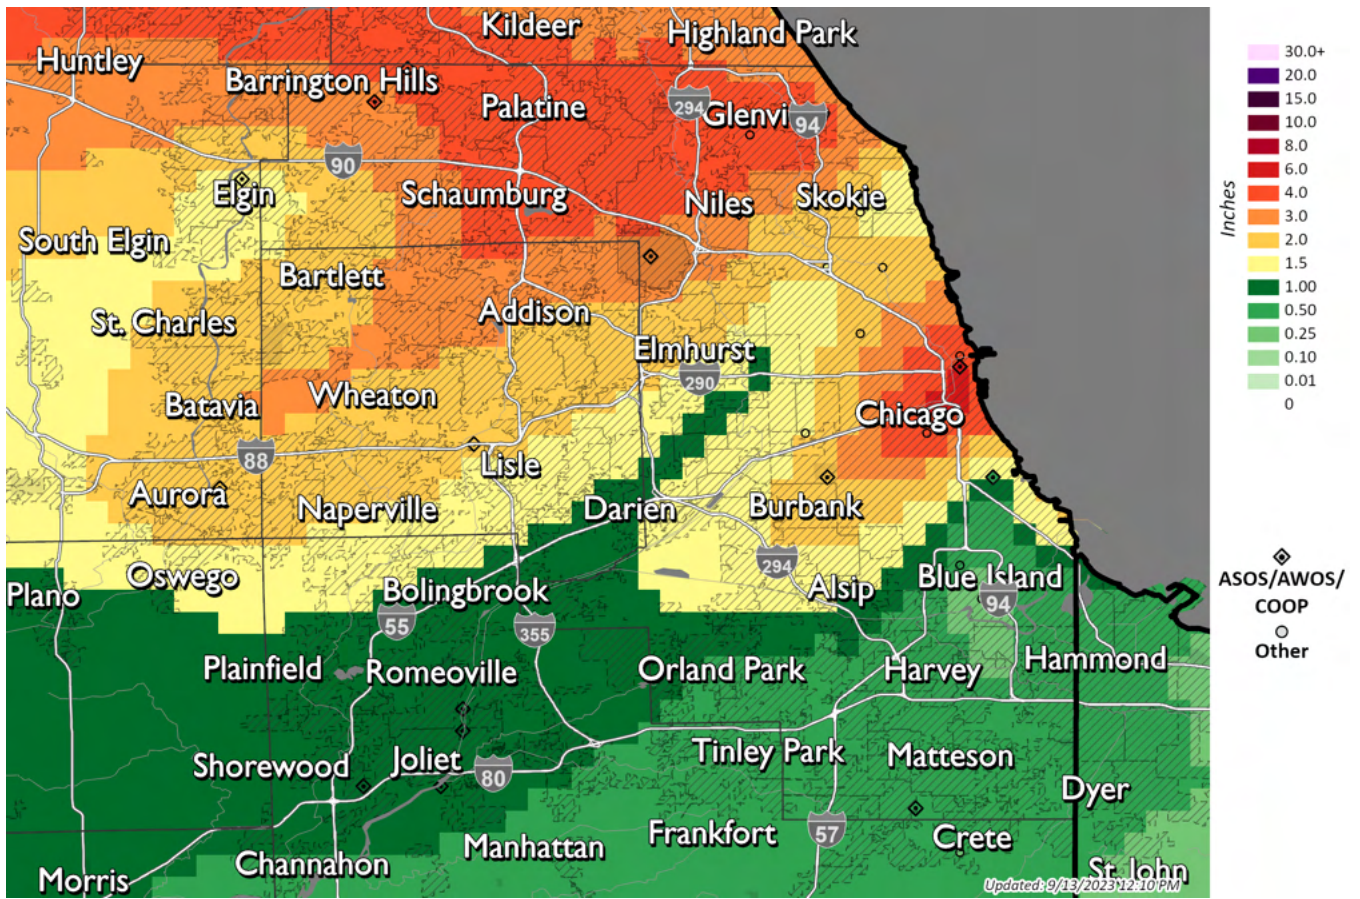 Kildeer
Highland Park
Huntley
Barrington Hills
Palatine
294
Glenvi
94
90
Elgin
Schaumburg
Niles
Skokie
South Elgin
Bartlett
St. Charles
Addison
Elmhurst
290
Batavia
Wheaton
Chicago
88
Lisle
Aurora
Naperville
Darien
Burbank
294
Plano
Oswego
Bolingbrook
Alsip
Blue Island
94
55
355
Plainfield
Romeoville
Orland Park
Harvey
Hammond
Shorewood
Joliet
80
Tinley Park
Matteson
Dyer
Manhattan
Frankfort
57
Crete
Channahon
Morris
St. John
Updated: 9/13/2023 12:10 PM
Inches
30.0+
20.0
15.0
10.0
8.0
6.0
4.0
3.0
2.0
1.5
1.00
0.50
0.25
0.10
0.01
0
ASOS/AWOS/
COOP
Other